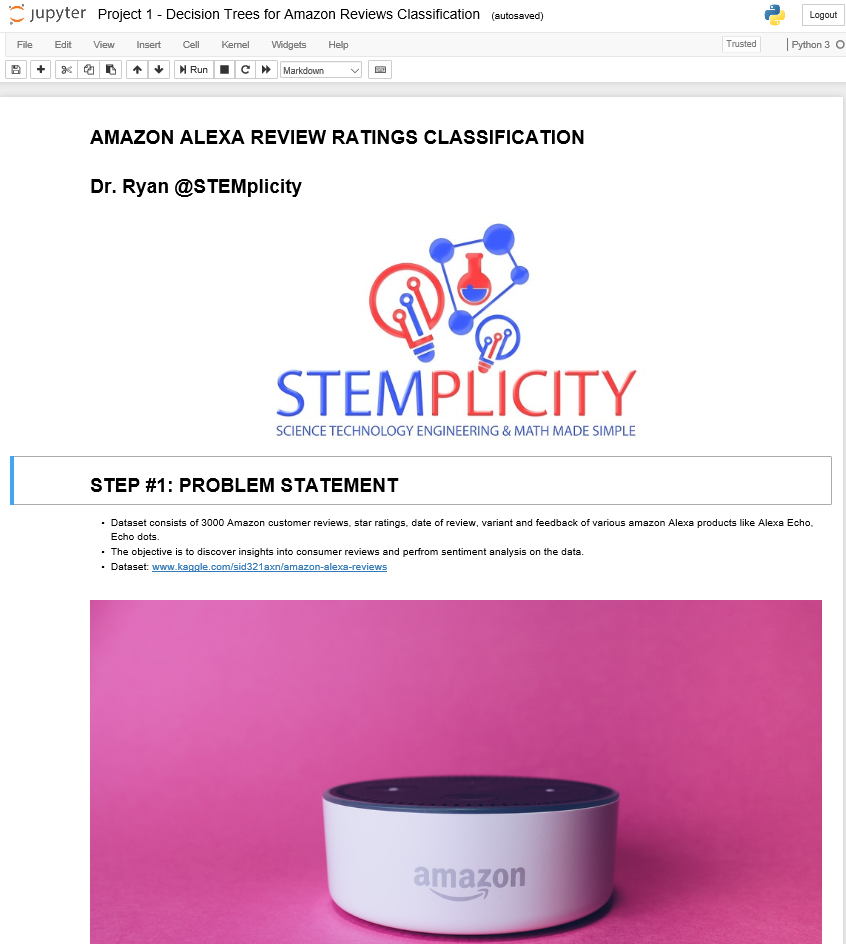 jupyter Project 1 - Decision Trees for Amazon Reviews Classification (autosaved)
Logout
File Edit View Insert Cell Kernel Widgets Help
Trusted Python 3
Run Markdown
AMAZON ALEXA REVIEW RATINGS CLASSIFICATION
Dr. Ryan @STEMplicity
STEMPLICITY
SCIENCE TECHNOLOGY ENGINEERING & MATH MADE SIMPLE
STEP #1: PROBLEM STATEMENT
• Dataset consists of 3000 Amazon customer reviews, star ratings, date of review, variant and feedback of various amazon Alexa products like Alexa Echo,
Echo dots.
• The objective is to discover insights into consumer reviews and perfrom sentiment analysis on the data.
• Dataset: www.kaggle.com/sid321axn/amazon-alexa-reviews
amazon